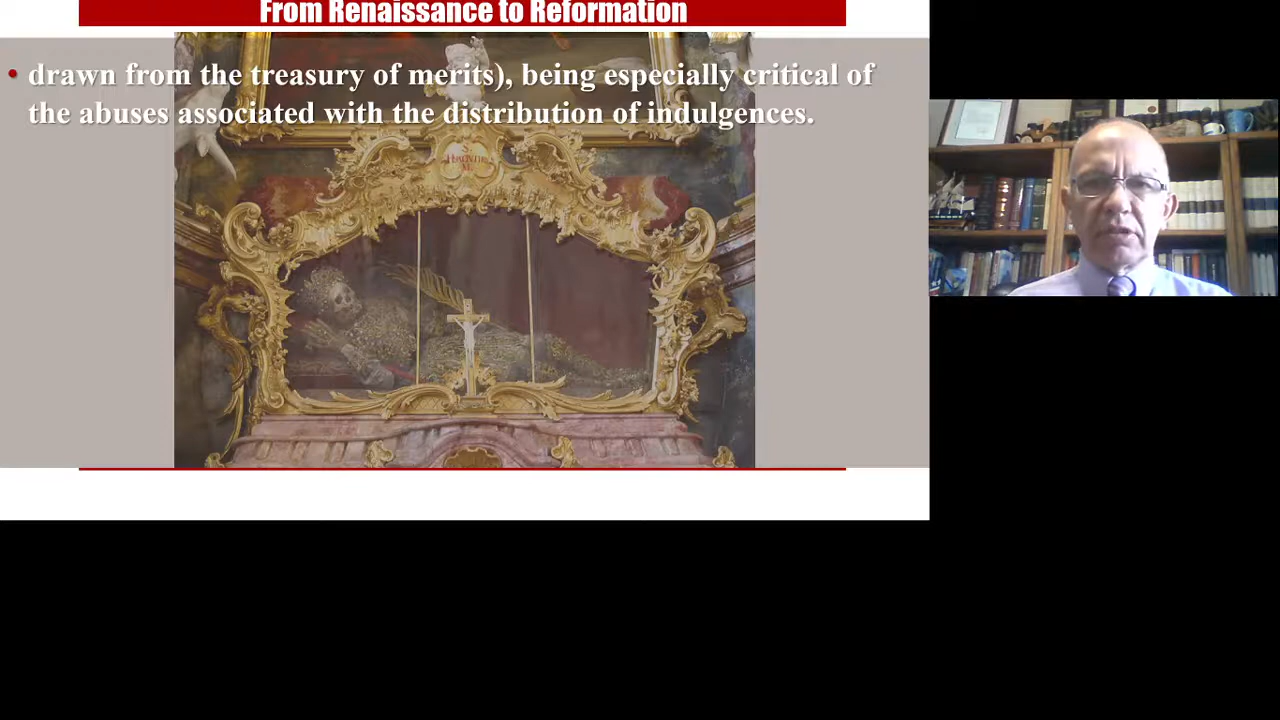 From Renaissance to Reformation
• drawn from the treasury of merits), being especially critical of
the abuses associated with the distribution of indulgences.
S.
M.